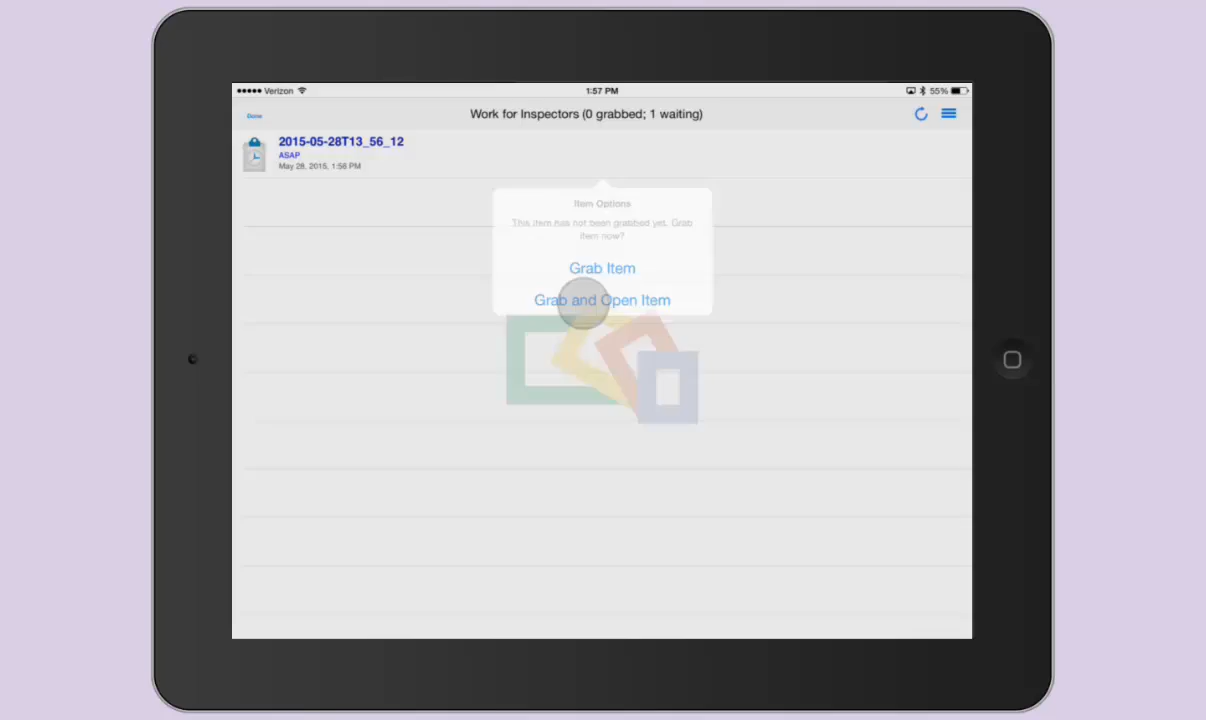 Verizon
1:57 PM
55%
Done
Work for Inspectors (0 grabbed; 1 waiting)
2015-05-28T13_56_12
ASAP
May 28, 2015, 1:56 PM
Item Options
This item has not been grabbed yet. Grab
item now?
Grab Item
Grab and Open Item